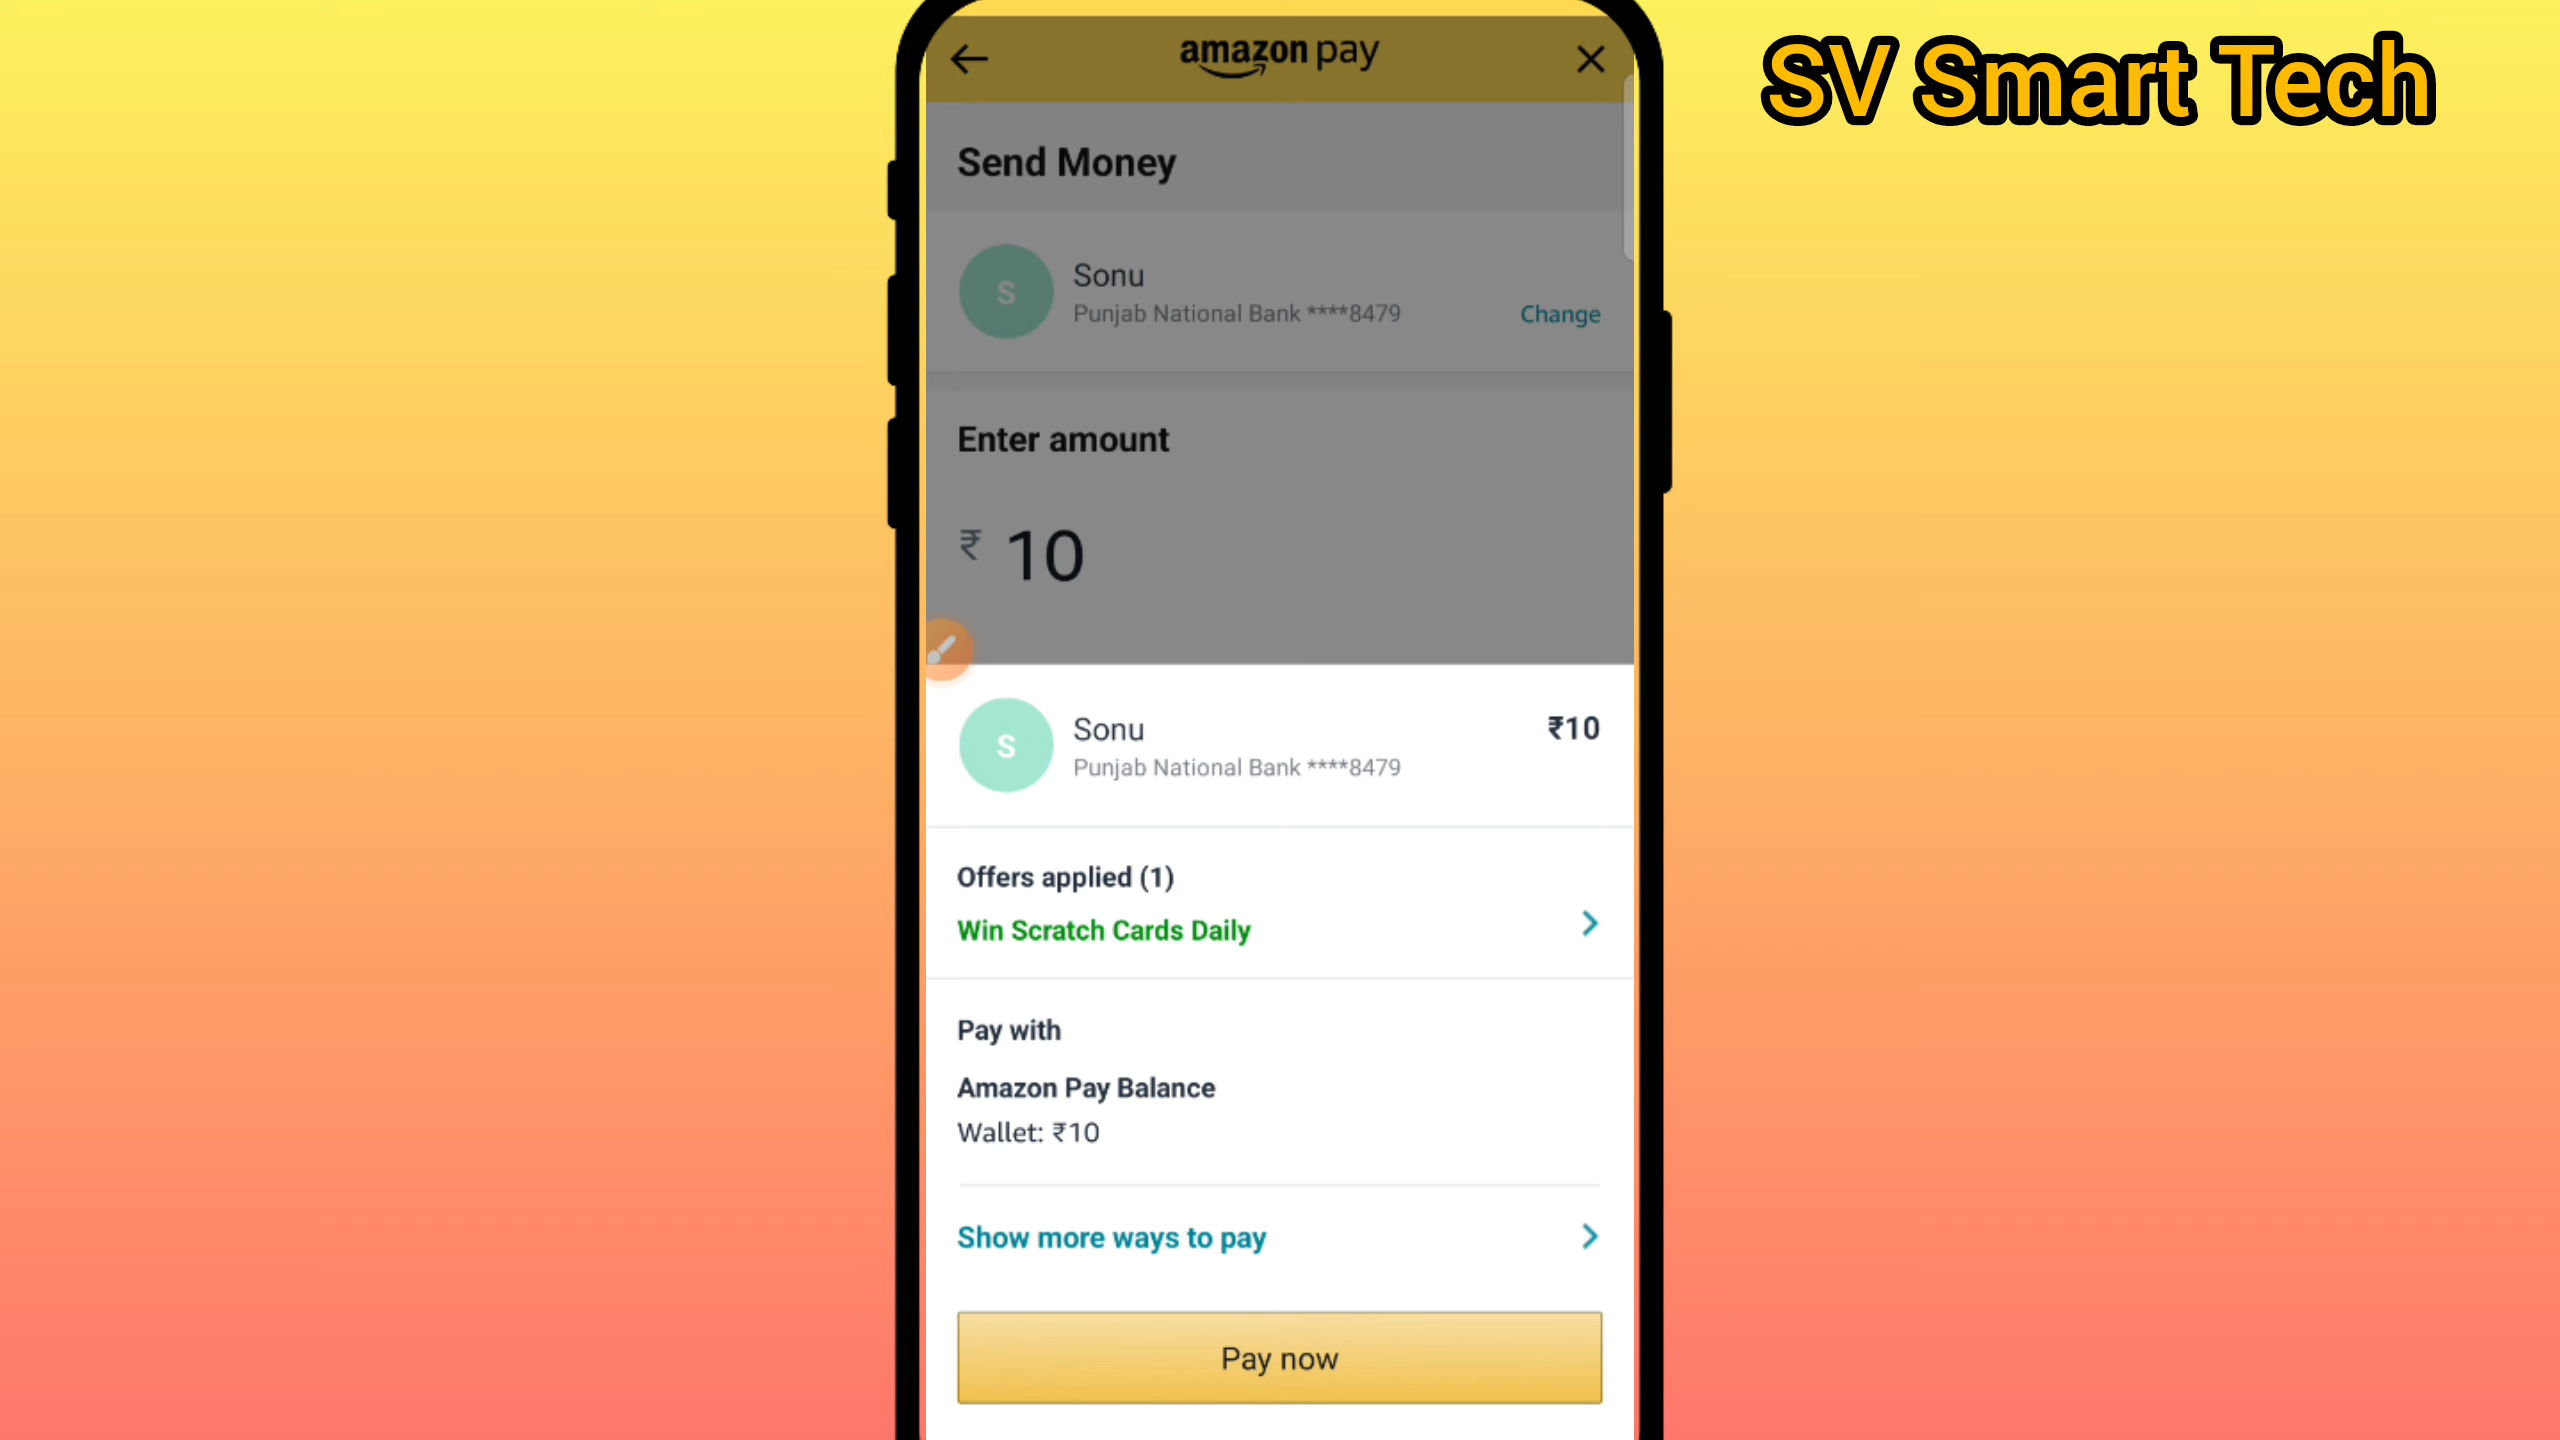 amazon pay
SV Smart Tech
Send Money
S
Sonu
Punjab National Bank ****8479
Change
Enter amount
₹ 10
S
Sonu
₹10
Punjab National Bank ****8479
Offers applied (1)
Win Scratch Cards Daily
Pay with
Amazon Pay Balance
Wallet: ₹10
Show more ways to pay
Pay now